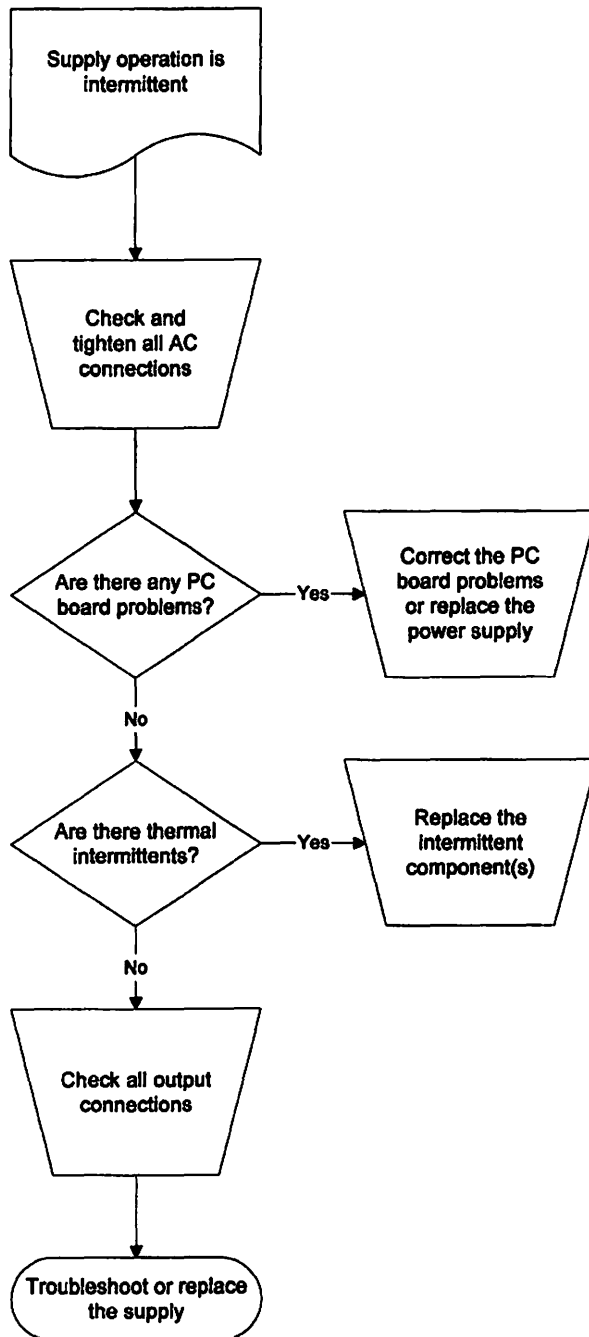 Supply operation is
intermittent
Check and
tighten all AC
connections
Are there any PC
board problems?
Yes
Correct the PC
board problems
or replace the
power supply
No
Are there thermal
intermittents?
Yes
Replace the
intermittent
component(s)
No
Check all output
connections
Troubleshoot or replace
the supply